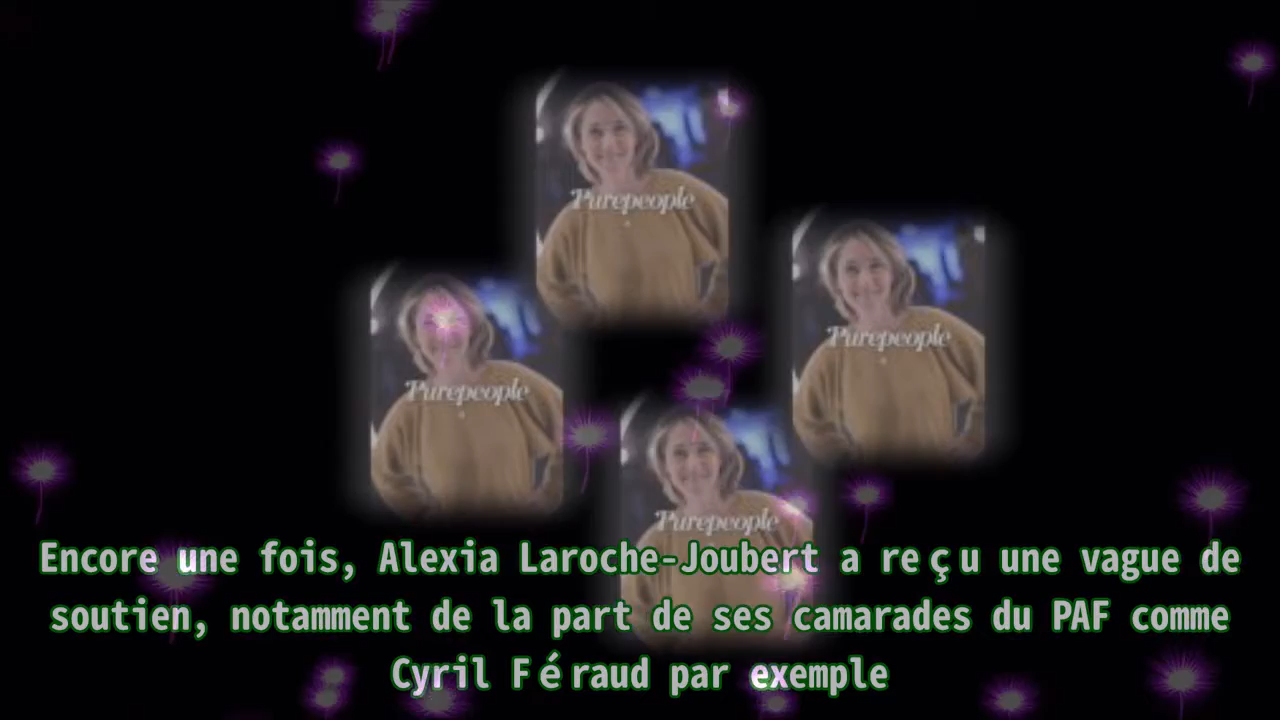 Purepeople
Purepeople
Purepeople
Purepeople
Encore une fois, Alexia Laroche-Joubert a reçu une vague de
soutien, notamment de la part de ses camarades du PAF comme
Cyril Féraud par exemple